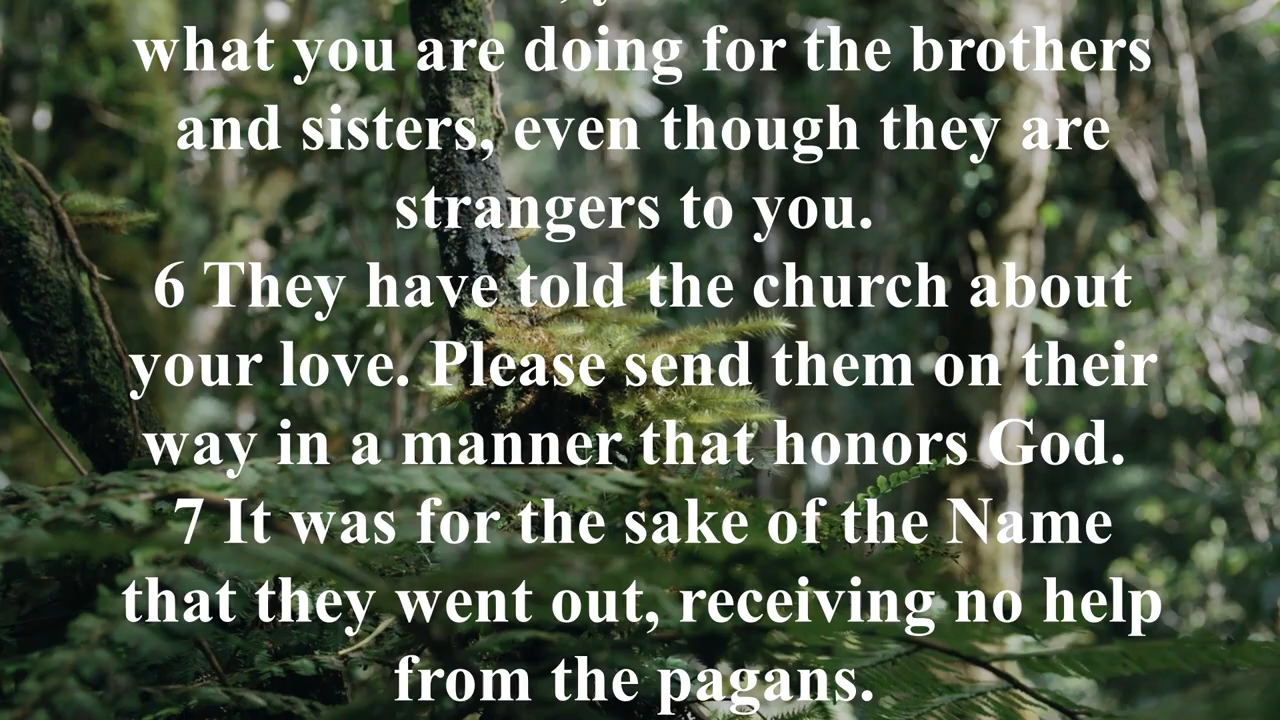 what you are doing for the brothers
and sisters, even though they are
strangers to you.
6 They have told the church about
your love. Please send them on their
way in a manner that honors God.
7 It was for the sake of the Name
that they went out, receiving no help
from the pagans.